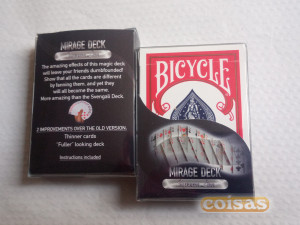 MIRAGE DECK
The amazing effects of this magic deck
will leave your friends dumbfounded!
Show that all the cards are different
by fanning them, and yet they
will all become the same.
More amazing than the Svengali Deck.
2 IMPROVEMENTS OVER THE OLD VERSION:
Thinner cards
"Fuller" looking deck
Instructions included
BICYCLE
MIRAGE DECK
coisas